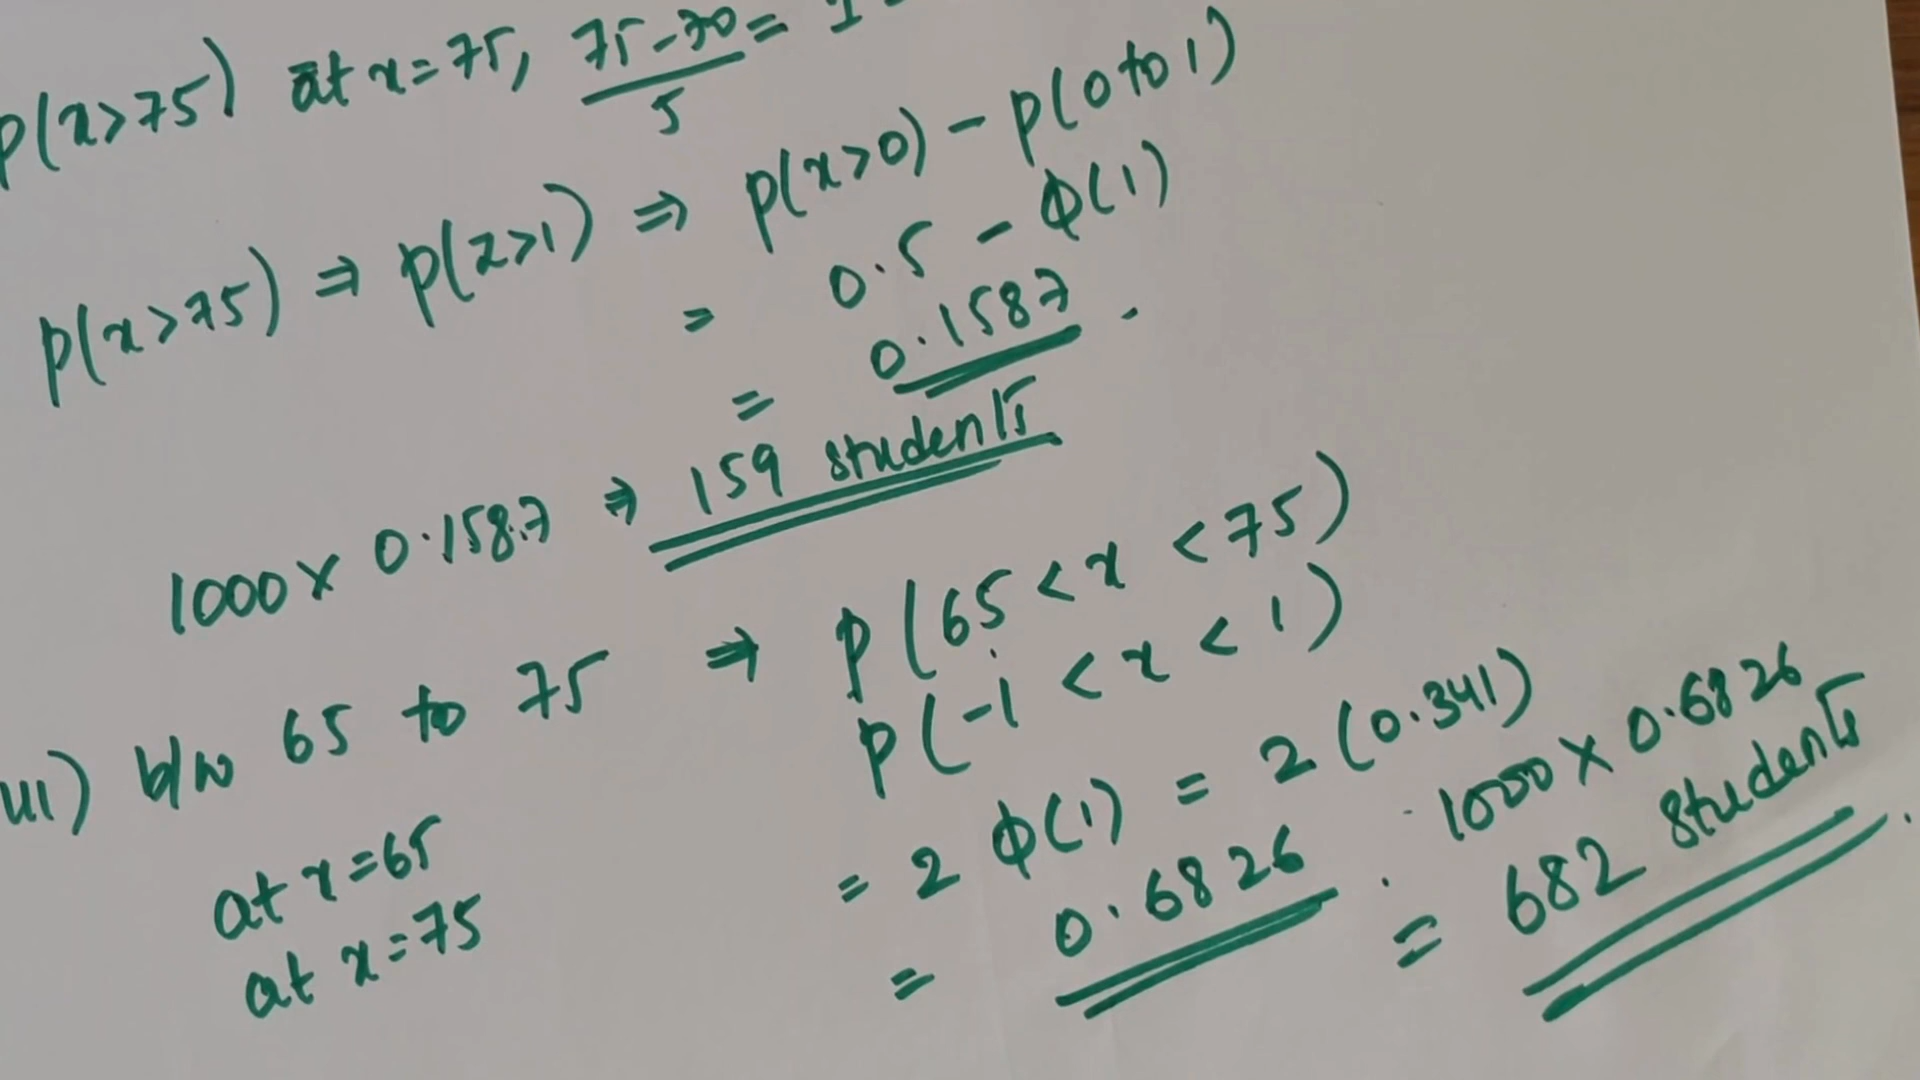 P(x>75) at x=75, 75-70/5 = 1
P(x>75) ⇒ P(z>1) ⇒ P(x>0) - P(0 to 1)
= 0.5 - φ(1)
= 0.1587.
1000 x 0.1587 ⇒ 159 students
iii) b/w 65 to 75 ⇒ P(65 < x < 75)
P(-1 < x < 1)
at x=65
= 2 φ(1) = 2(0.341)
at x=75
= 0.6826.
1000 x 0.6826
= 682 students.